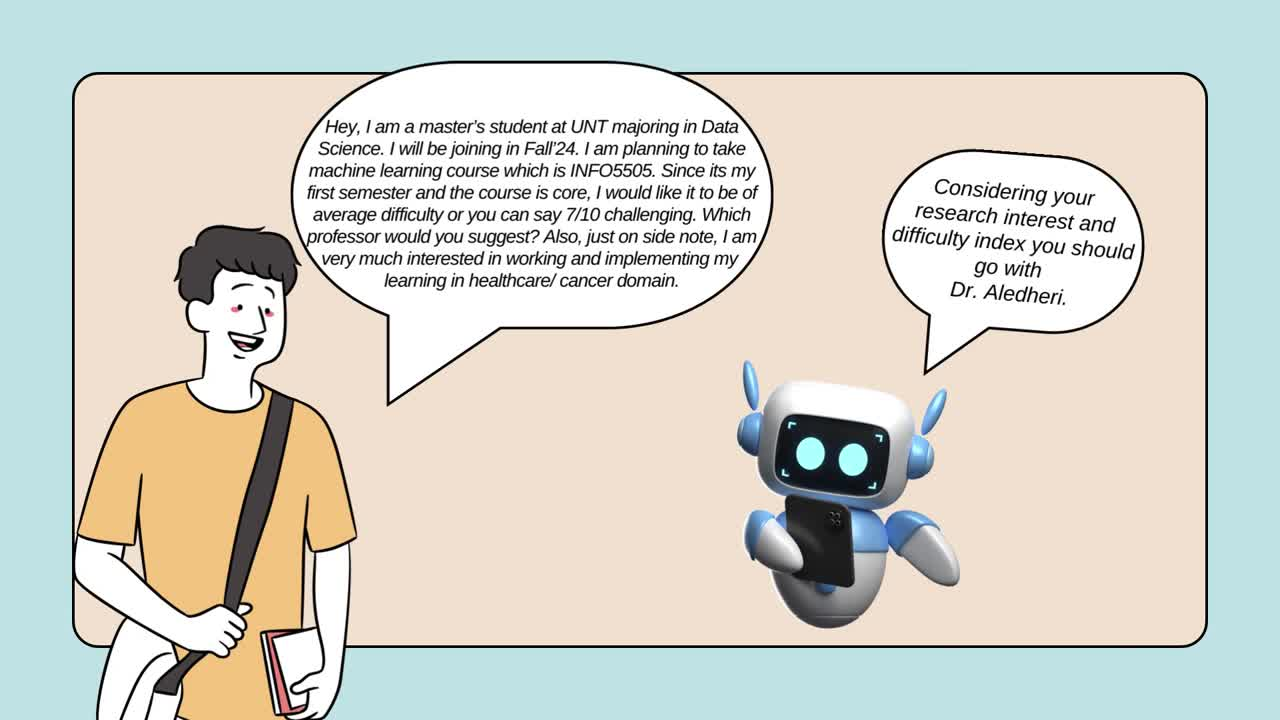 Hey, I am a master's student at UNT majoring in Data
Science. I will be joining in Fall'24. I am planning to take
machine learning course which is INFO5505. Since its my
first semester and the course is core, I would like it to be of
average difficulty or you can say 7/10 challenging. Which
professor would you suggest? Also, just on side note, I am
very much interested in working and implementing my
learning in healthcare/ cancer domain.
Considering your
research interest and
difficulty index you should
go with
Dr. Aledheri.